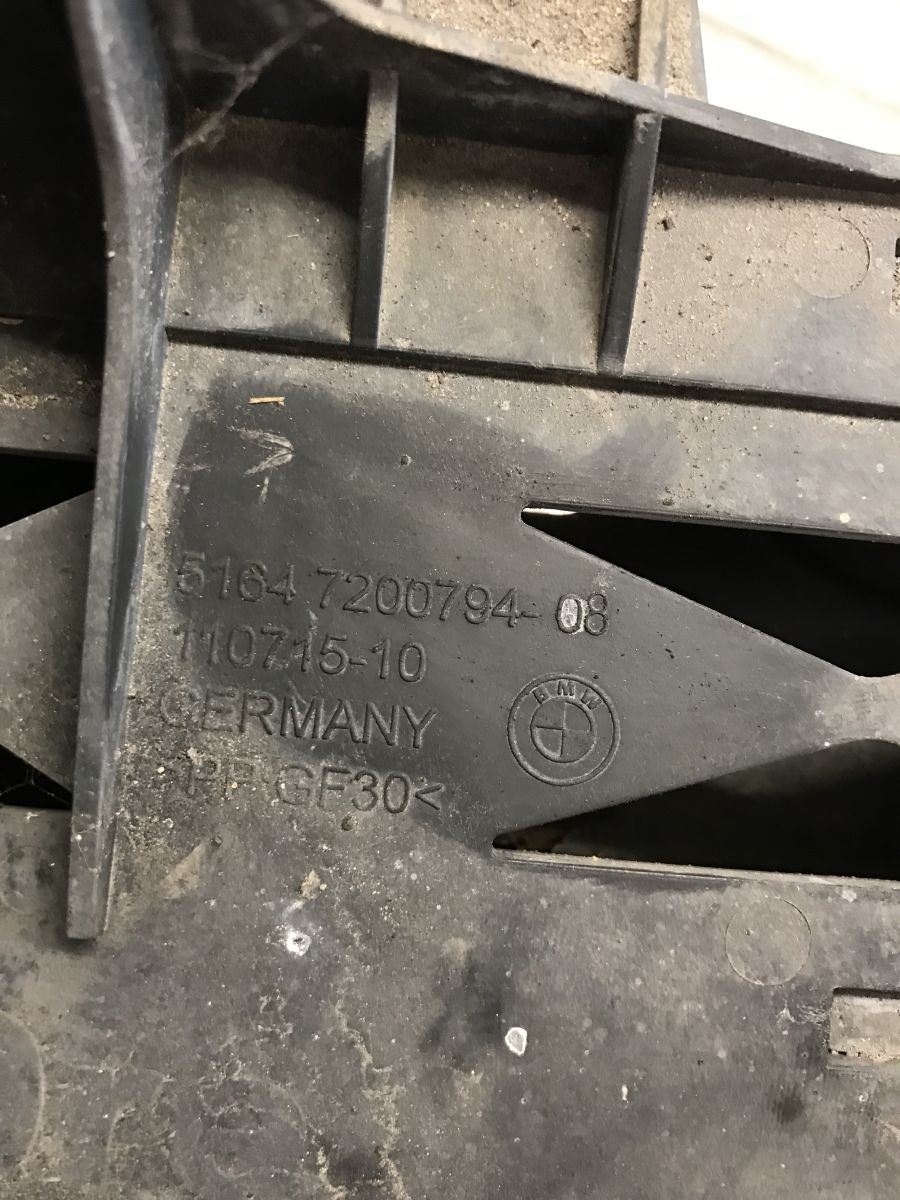 5164 7200794- 08
110715-10
GERMANY
PP-GF30<
BMW